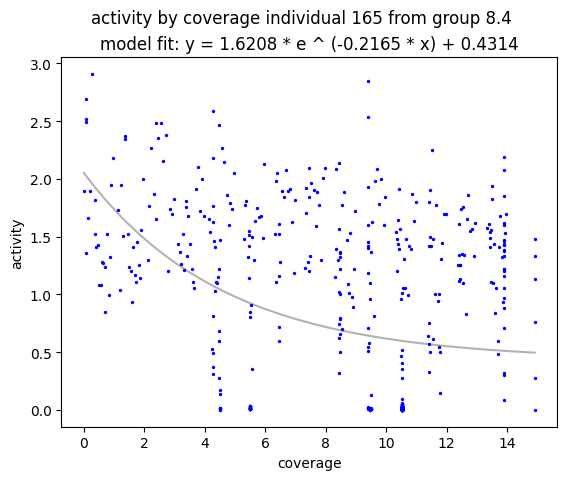 activity by coverage individual 165 from group 8.4
model fit: y = 1.6208 * e ^ (-0.2165 * x) + 0.4314
3.0
2.5
2.0
1.5
1.0
0.5
0.0
activity
0 2 4 6 8 10 12 14
coverage